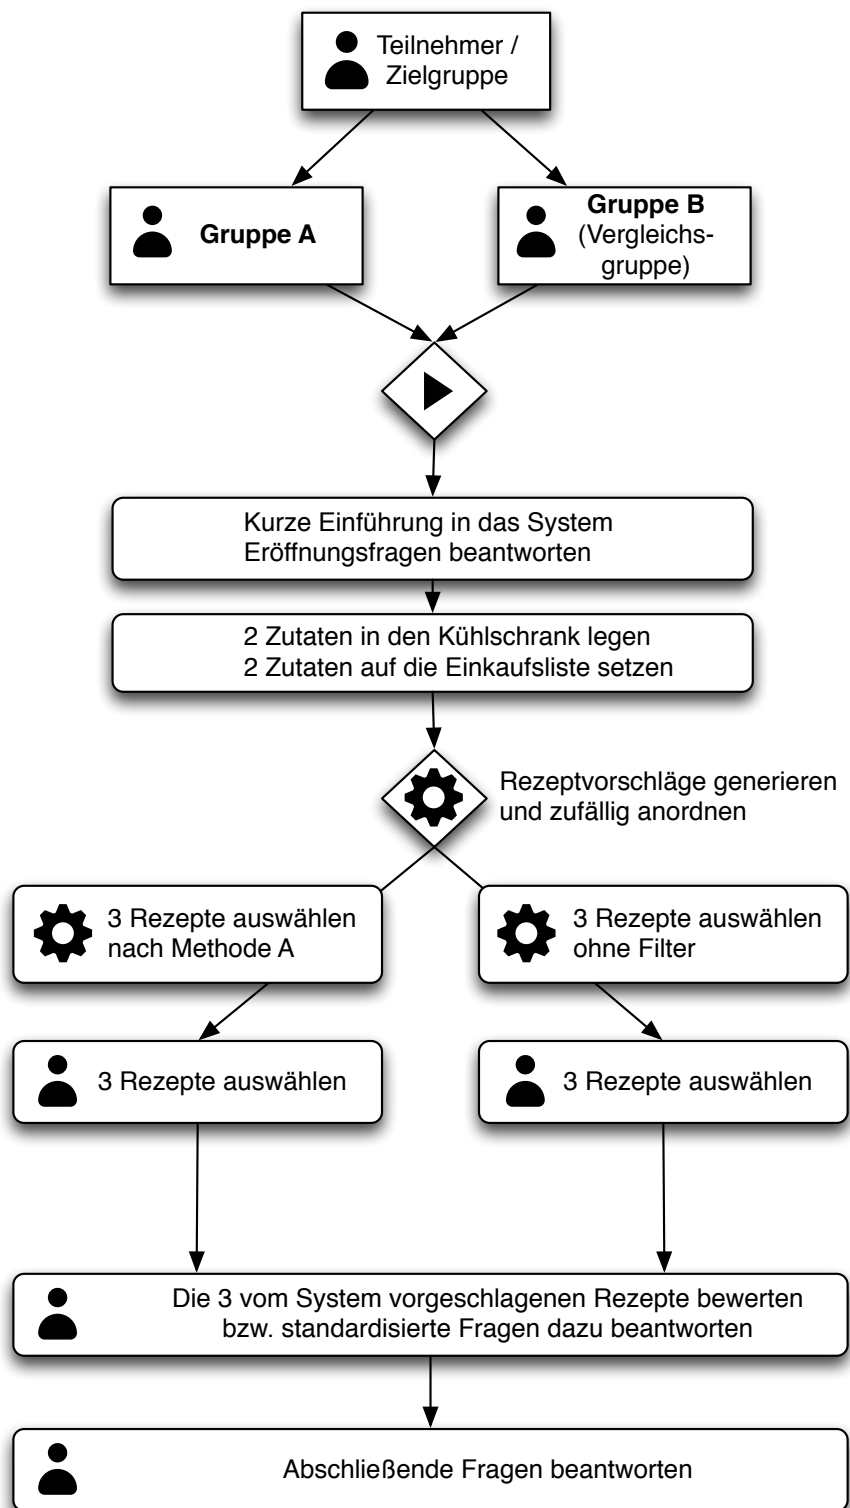 Teilnehmer /
Zielgruppe
Gruppe A
Gruppe B
(Vergleichs-
gruppe)
Kurze Einführung in das System
Eröffnungsfragen beantworten
2 Zutaten in den Kühlschrank legen
2 Zutaten auf die Einkaufsliste setzen
Rezeptvorschläge generieren
und zufällig anordnen
3 Rezepte auswählen
nach Methode A
3 Rezepte auswählen
ohne Filter
3 Rezepte auswählen
3 Rezepte auswählen
Die 3 vom System vorgeschlagenen Rezepte bewerten
bzw. standardisierte Fragen dazu beantworten
Abschließende Fragen beantworten